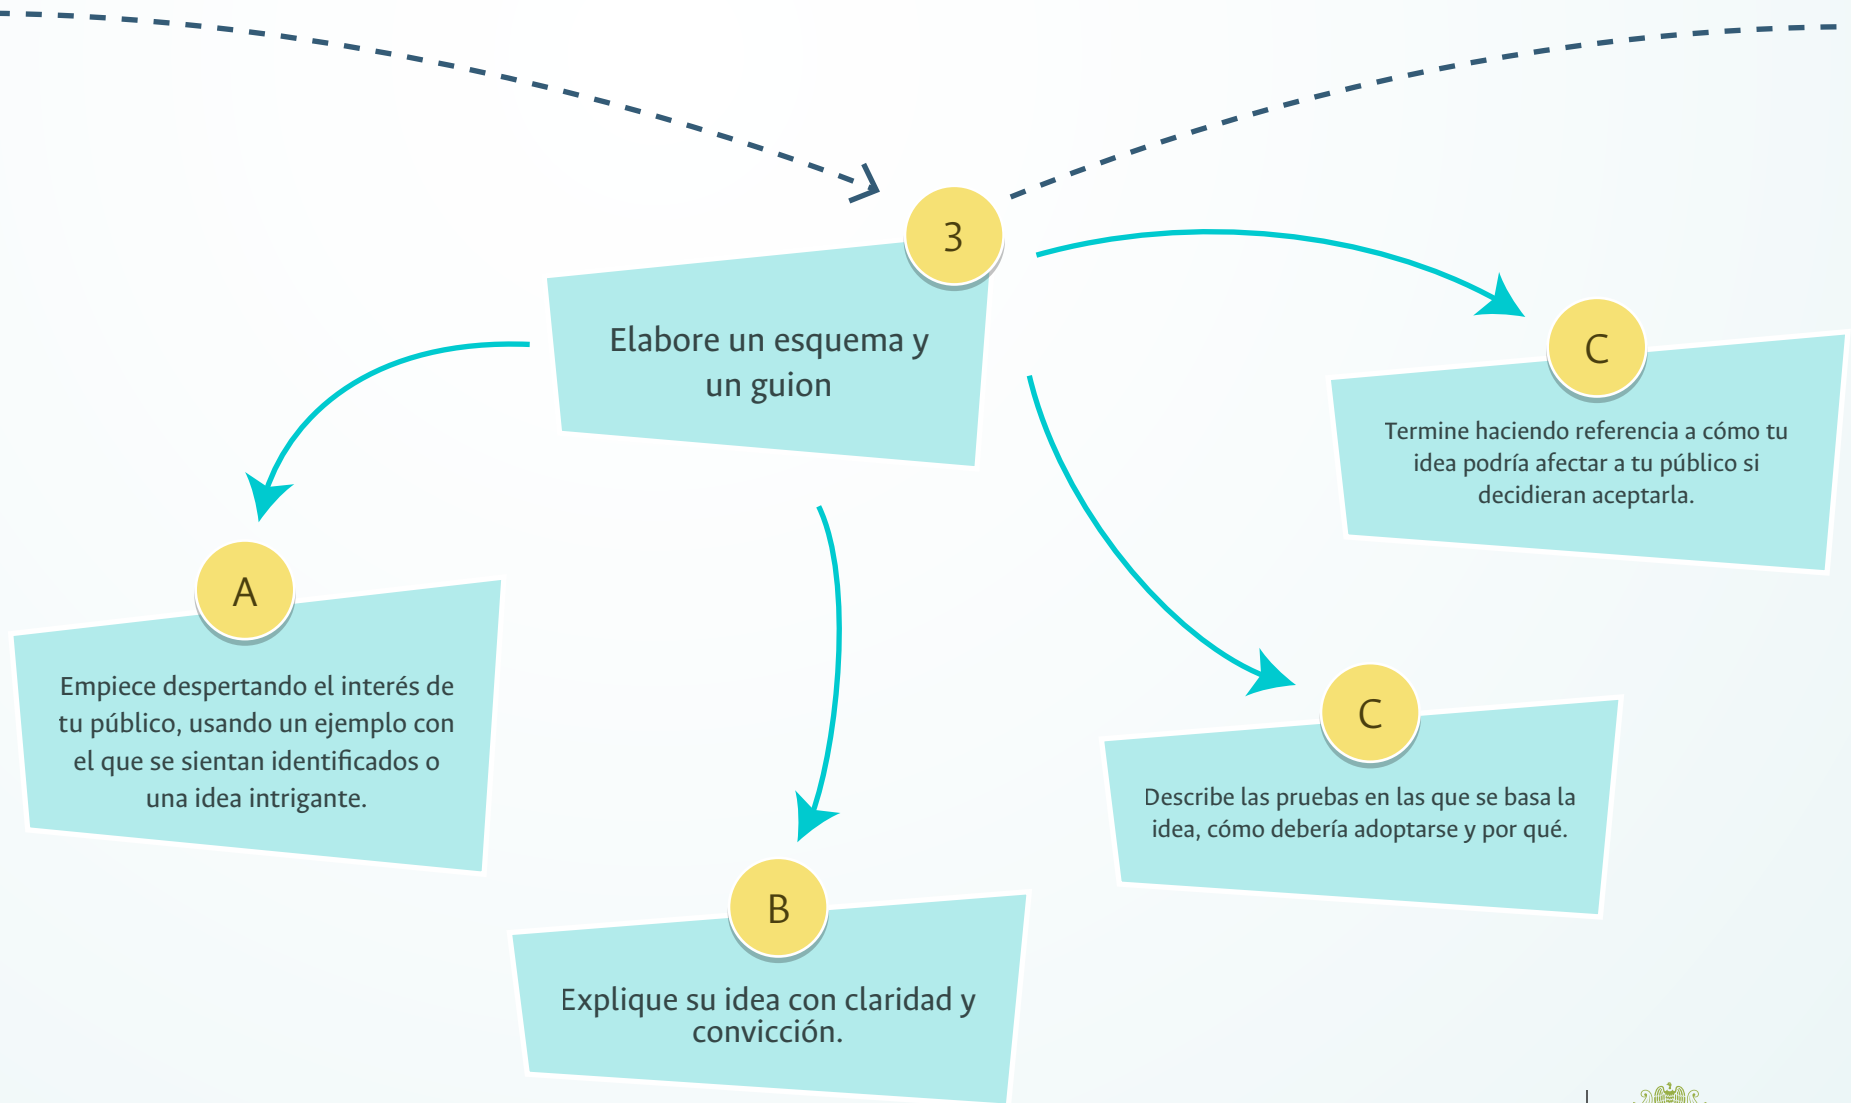 3
Elabore un esquema y
un guion
A
Empiece despertando el interés de
tu público, usando un ejemplo con
el que se sientan identificados o
una idea intrigante.
B
Explique su idea con claridad y
convicción.
C
Describe las pruebas en las que se basa la
idea, cómo debería adoptarse y por qué.
C
Termine haciendo referencia a cómo tu
idea podría afectar a tu público si
decidieran aceptarla.